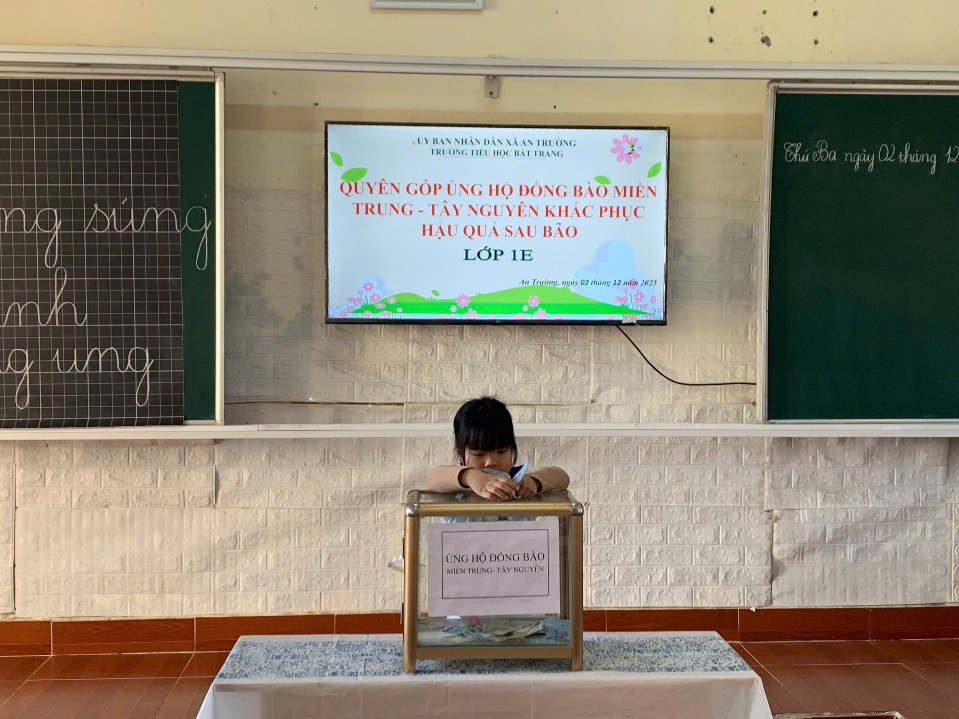 ng súng
nh
g ưng
ỦY BAN NHÂN DÂN XÃ AN TRƯỜNG
TRƯỜNG TIỂU HỌC BÁT TRANG
QUYÊN GÓP ỦNG HỘ ĐỒNG BÀO MIỀN
TRUNG - TÂY NGUYÊN KHẮC PHỤC
HẬU QUẢ SAU BÃO
LỚP 1E
An Trường, ngày 02 tháng 12 năm 2025
Thứ Ba ngày 02 tháng 12
ỦNG HỘ ĐỒNG BÀO
MIỀN TRUNG- TÂY NGUYÊN